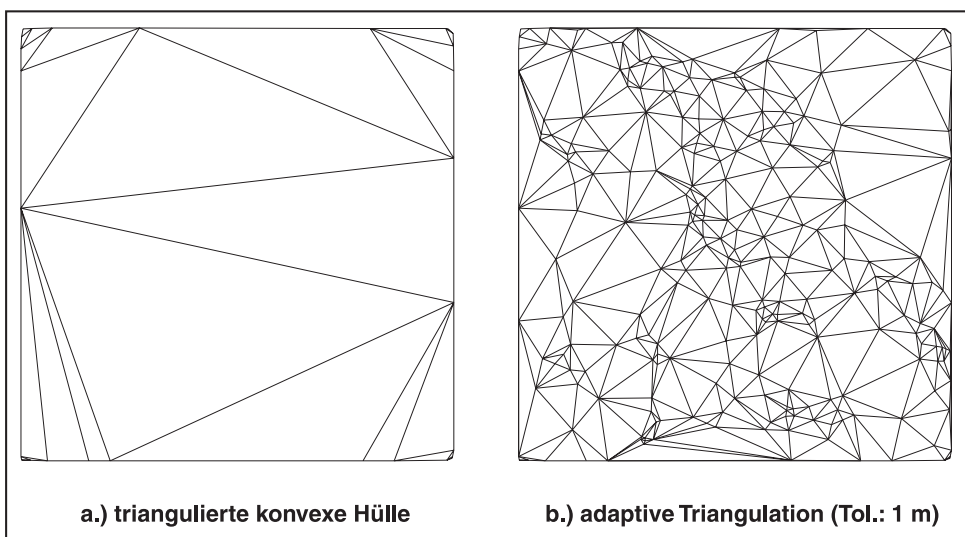 a.) triangulierte konvexe Hülle
b.) adaptive Triangulation (Tol.: 1 m)